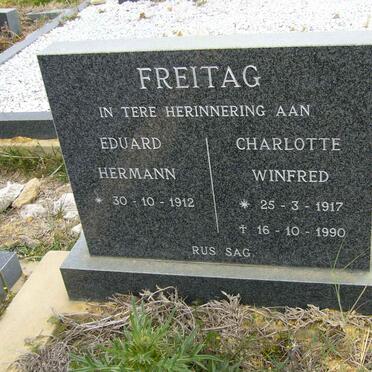 FREITAG
IN TERE HERINNERING AAN
EDUARD
HERMANN
* 30 - 10 - 1912
CHARLOTTE
WINFRED
* 25 - 3 - 1917
✝ 16 - 10 - 1990
RUS SAG